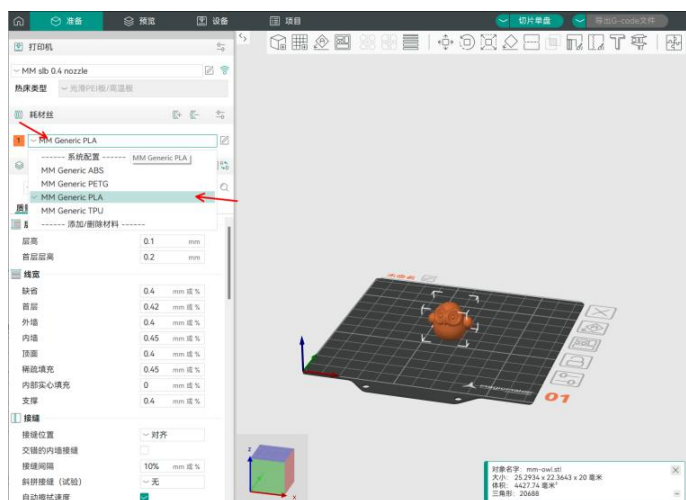 准备
预览
设备
项目
切片单盘
导出G-code文件
打印机
MM slb 0.4 nozzle
热床类型
光滑PEI板/高温板
耗材丝
1
MM Generic PLA
------ 系统配置 ------
MM Generic PLA
MM Generic ABS
MM Generic PETG
MM Generic PLA
MM Generic TPU
------ 添加/删除材料 ------
层高 0.1 mm
首层层高 0.2 mm
线宽
缺省 0.4 mm 或 %
首层 0.42 mm 或 %
外墙 0.4 mm 或 %
内墙 0.45 mm 或 %
顶面 0.4 mm 或 %
稀疏填充 0.45 mm 或 %
内部实心填充 0 mm 或 %
支撑 0.4 mm 或 %
接缝
接缝位置 对齐
交错的内墙接缝
接缝间隔 10% mm 或 %
斜拼接缝（试验） 无
自动擦拭速度
01
z
x
对象名字: mm-owl.stl
大小: 25.2934 x 22.3643 x 20 毫米
体积: 4427.74 毫米³
三角形: 20688